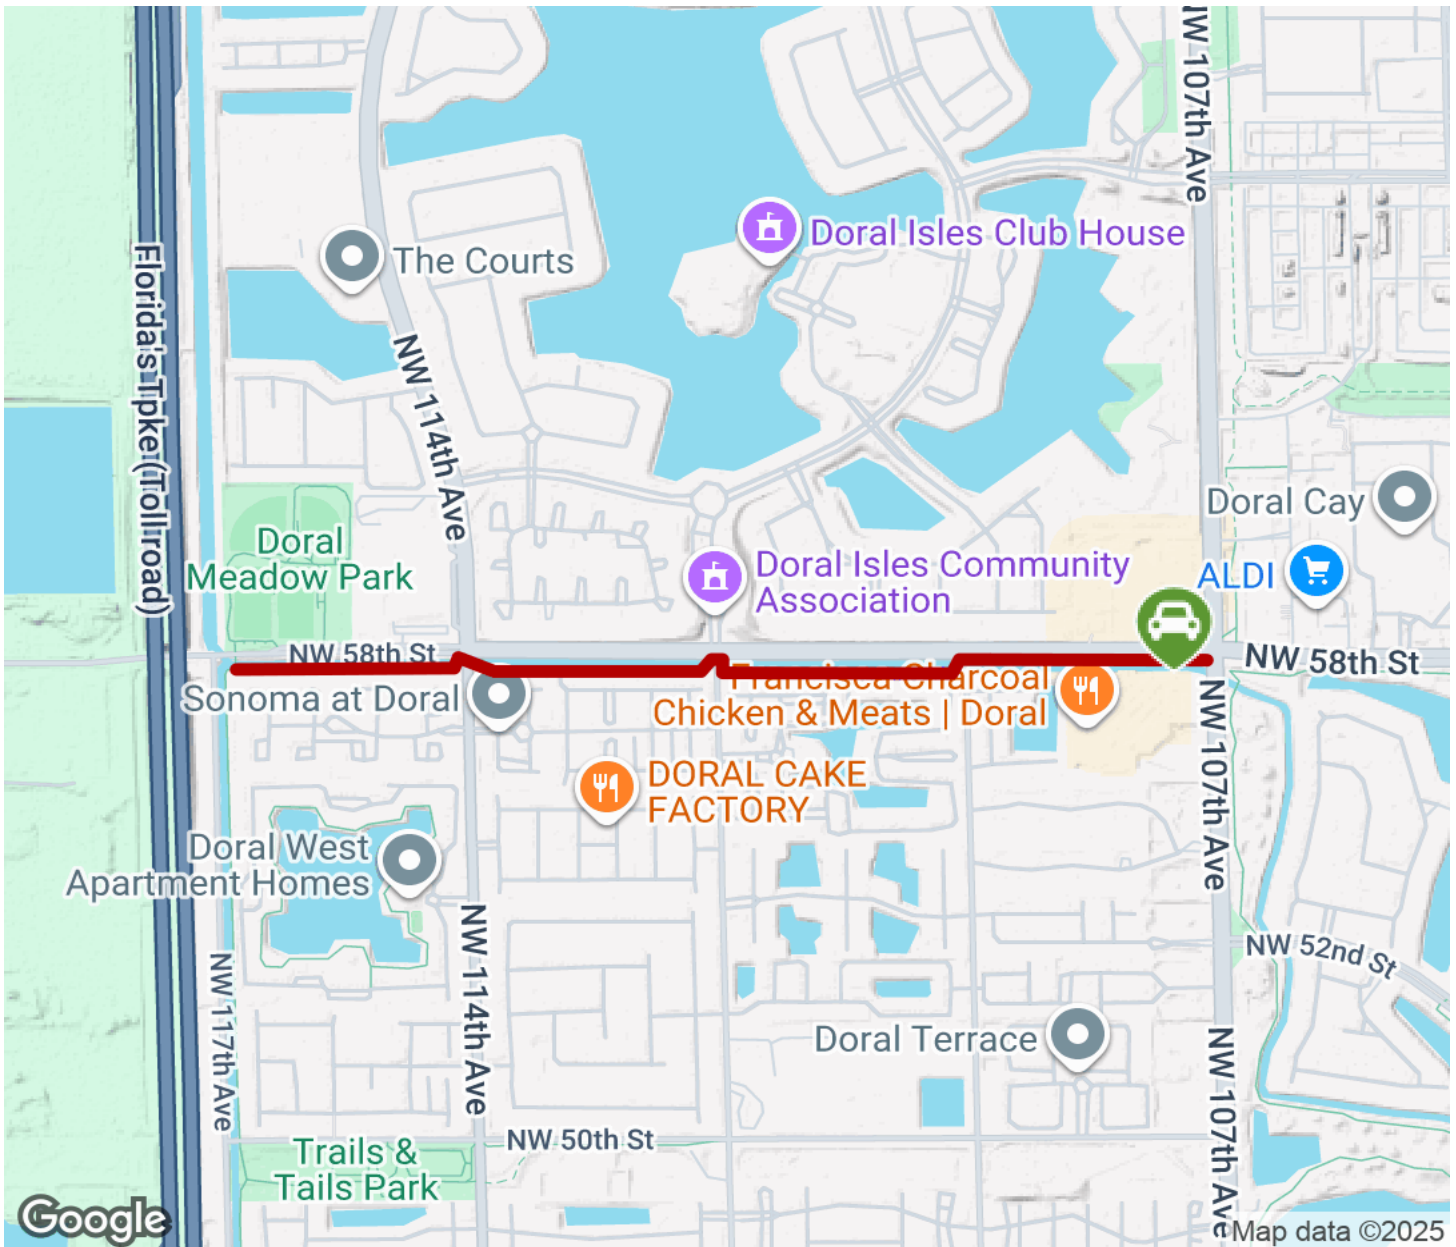 NW 107th Ave
Doral Isles Club House
The Courts
Florida's Tpke (Toll road)
NW 114th Ave
Doral Cay
Doral
Meadow Park
Doral Isles Community
Association
ALDI
NW 58th St
NW 58th St
Sonoma at Doral
Francisca Charcoal
Chicken & Meats | Doral
NW 107th Ave
DORAL CAKE
FACTORY
Doral West
Apartment Homes
NW 114th Ave
NW 52nd St
NW 117th Ave
Doral Terrace
NW 107th Ave
NW 50th St
Trails &
Tails Park
Google
Map data ©2025